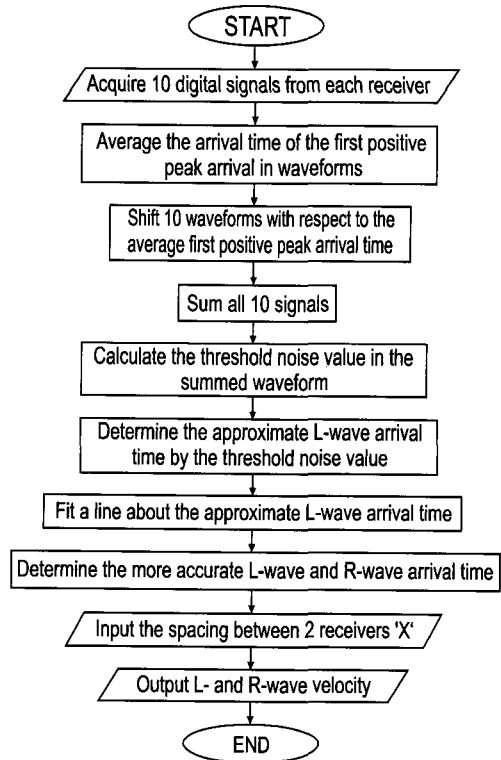 START
Acquire 10 digital signals from each receiver
Average the arrival time of the first positive
peak arrival in waveforms
Shift 10 waveforms with respect to the
average first positive peak arrival time
Sum all 10 signals
Calculate the threshold noise value in the
summed waveform
Determine the approximate L-wave arrival
time by the threshold noise value
Fit a line about the approximate L-wave arrival time
Determine the more accurate L-wave and R-wave arrival time
Input the spacing between 2 receivers 'X'
Output L- and R-wave velocity
END